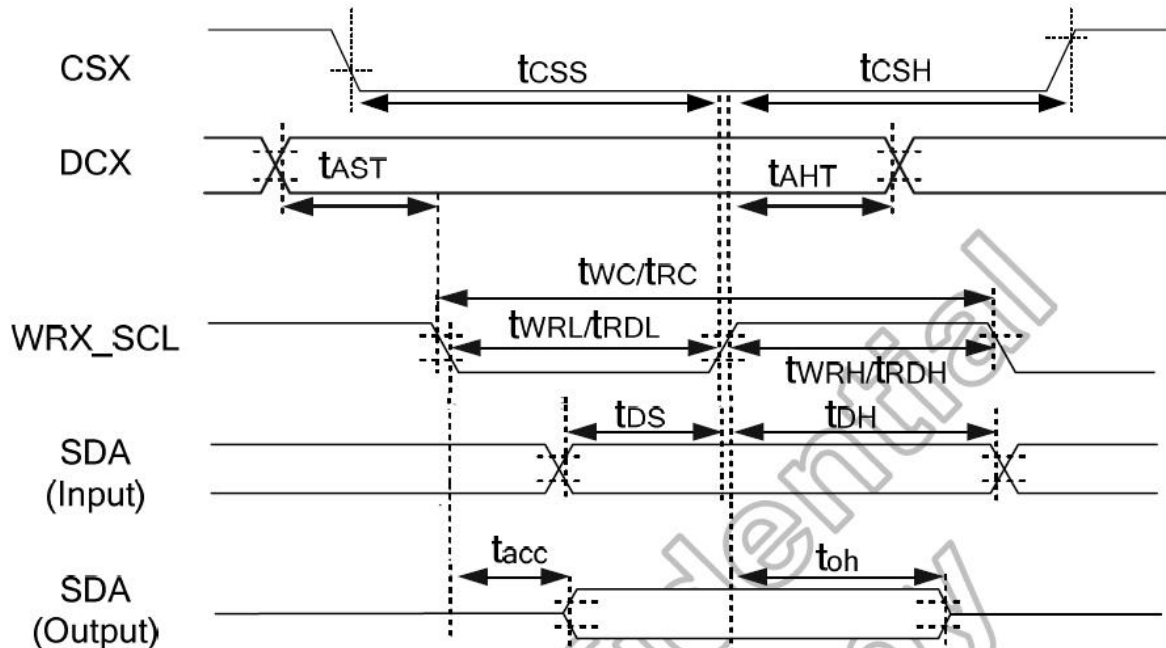 CSX
tCSS
tCSH
DCX
tAST
tAHT
tWC/tRC
WRX_SCL
tWRL/tRDL
tWRH/tRDH
SDA
(Input)
tDS
tDH
SDA
(Output)
tacc
toh